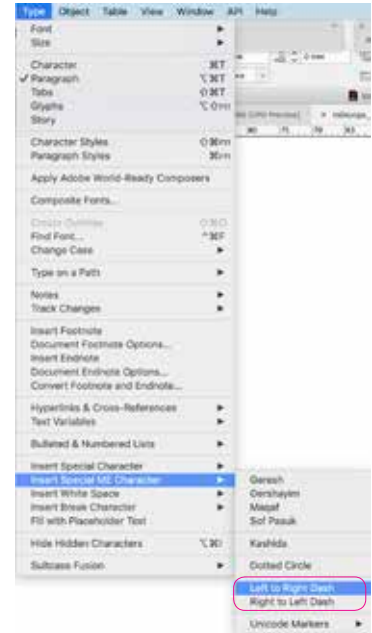 Type Object Table View Window API Help
Font
Size
Character ⌘T
✓ Paragraph ⌥⌘T
Tabs ⇧⌘T
Glyphs
Story
Character Styles
Paragraph Styles
Apply Adobe World-Ready Composers
Composite Fonts...
Create Outlines ⇧⌘O
Find Font... ^⌘F
Change Case
Type on a Path
Notes
Track Changes
Insert Footnote
Document Footnote Options...
Insert Endnote
Document Endnote Options...
Convert Footnote and Endnote...
Hyperlinks & Cross-References
Text Variables
Bulleted & Numbered Lists
Insert Special Character
Insert Special ME Character
Insert White Space
Insert Break Character
Fill with Placeholder Text
Hide Hidden Characters ⌥⌘I
Suitcase Fusion
Geresh
Gershayim
Maqaf
Sof Pasuk
Kashida
Dotted Circle
Left to Right Dash
Right to Left Dash
Unicode Markers